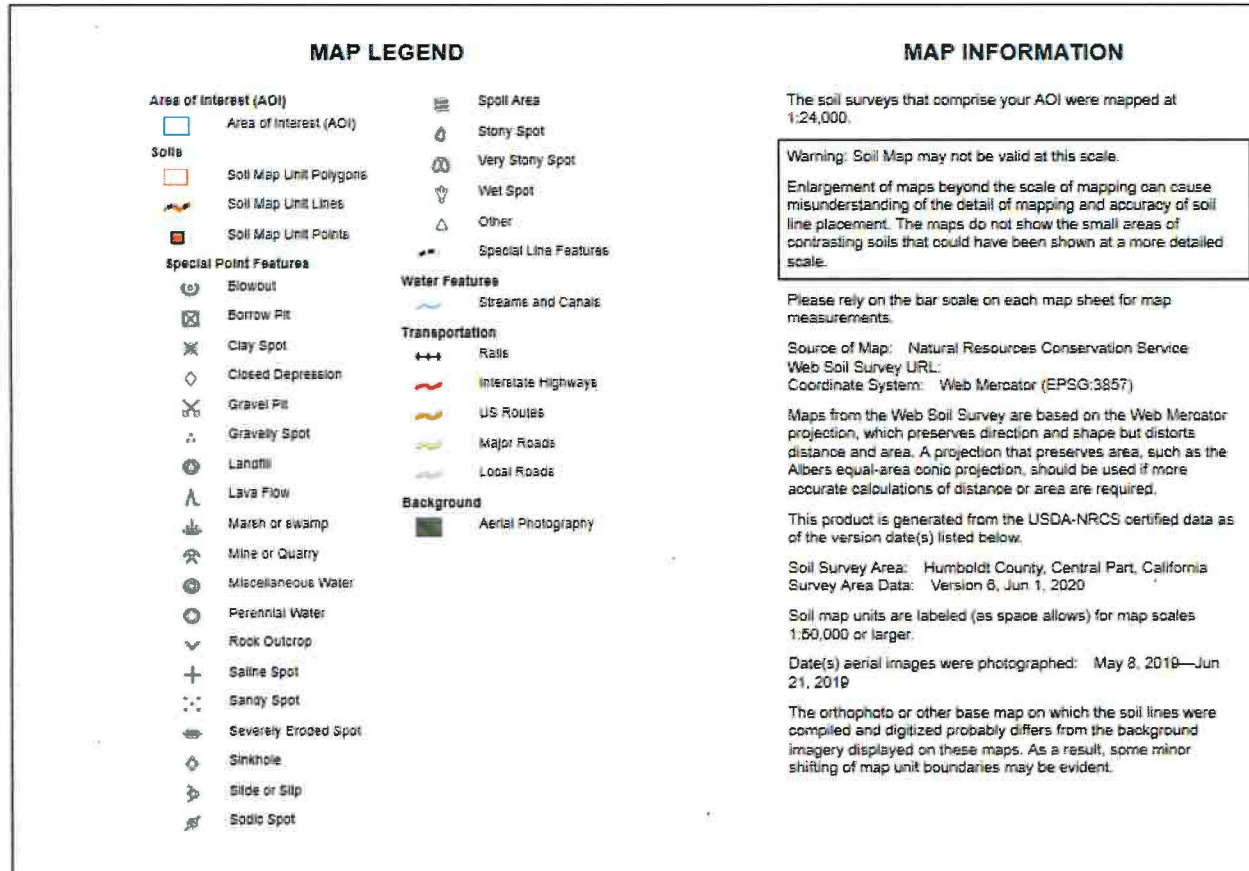 MAP LEGEND
Area of Interest (AOI)
Area of Interest (AOI)
Soils
Soil Map Unit Polygons
Soil Map Unit Lines
Soil Map Unit Points
Special Point Features
Blowout
Borrow Pit
Clay Spot
Closed Depression
Gravel Pit
Gravelly Spot
Landfill
Lava Flow
Marsh or swamp
Mine or Quarry
Miscellaneous Water
Perennial Water
Rock Outcrop
Saline Spot
Sandy Spot
Severely Eroded Spot
Sinkhole
Slide or Slip
Sodic Spot
Spoil Area
Stony Spot
Very Stony Spot
Wet Spot
Other
Special Line Features
Water Features
Streams and Canals
Transportation
Rails
Interstate Highways
US Routes
Major Roads
Local Roads
Background
Aerial Photography
MAP INFORMATION
The soil surveys that comprise your AOI were mapped at
1:24,000.
Warning: Soil Map may not be valid at this scale.
Enlargement of maps beyond the scale of mapping can cause
misunderstanding of the detail of mapping and accuracy of soil
line placement. The maps do not show the small areas of
contrasting soils that could have been shown at a more detailed
scale.
Please rely on the bar scale on each map sheet for map
measurements.
Source of Map: Natural Resources Conservation Service
Web Soil Survey URL:
Coordinate System: Web Mercator (EPSG:3857)
Maps from the Web Soil Survey are based on the Web Mercator
projection, which preserves direction and shape but distorts
distance and area. A projection that preserves area, such as the
Albers equal-area conic projection, should be used if more
accurate calculations of distance or area are required.
This product is generated from the USDA-NRCS certified data as
of the version date(s) listed below.
Soil Survey Area: Humboldt County, Central Part, California
Survey Area Data: Version 6, Jun 1, 2020
Soil map units are labeled (as space allows) for map scales
1:50,000 or larger.
Date(s) aerial images were photographed: May 8, 2019—Jun
21, 2019
The orthophoto or other base map on which the soil lines were
compiled and digitized probably differs from the background
imagery displayed on these maps. As a result, some minor
shifting of map unit boundaries may be evident.